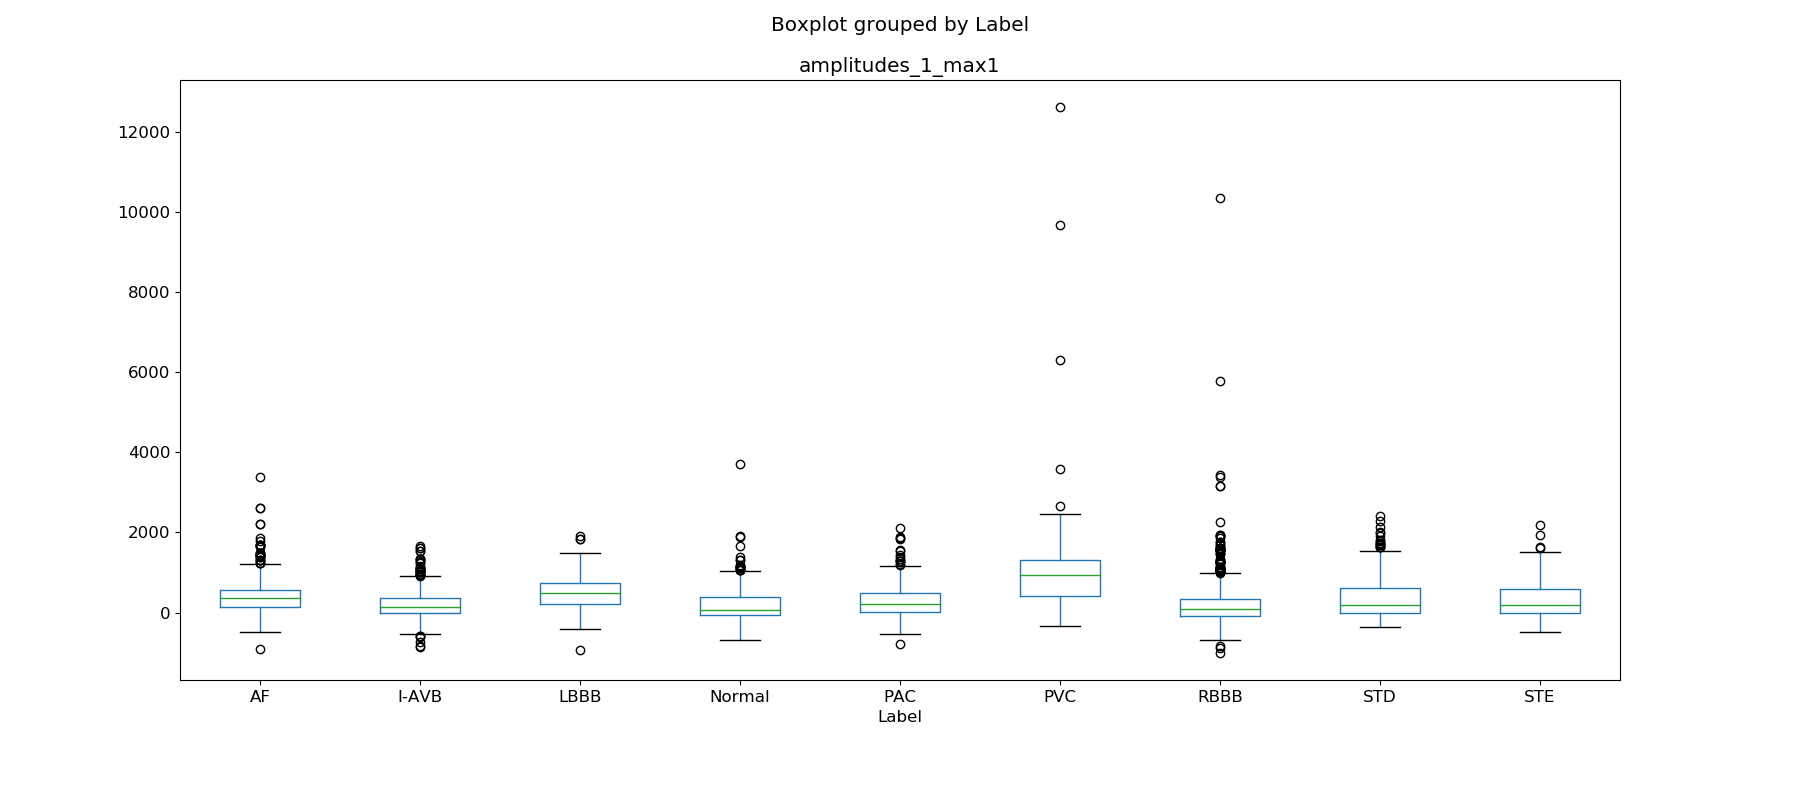 Boxplot grouped by Label
amplitudes_1_max1
12000
10000
8000
6000
4000
2000
0
AF I-AVB LBBB Normal PAC PVC RBBB STD STE
Label